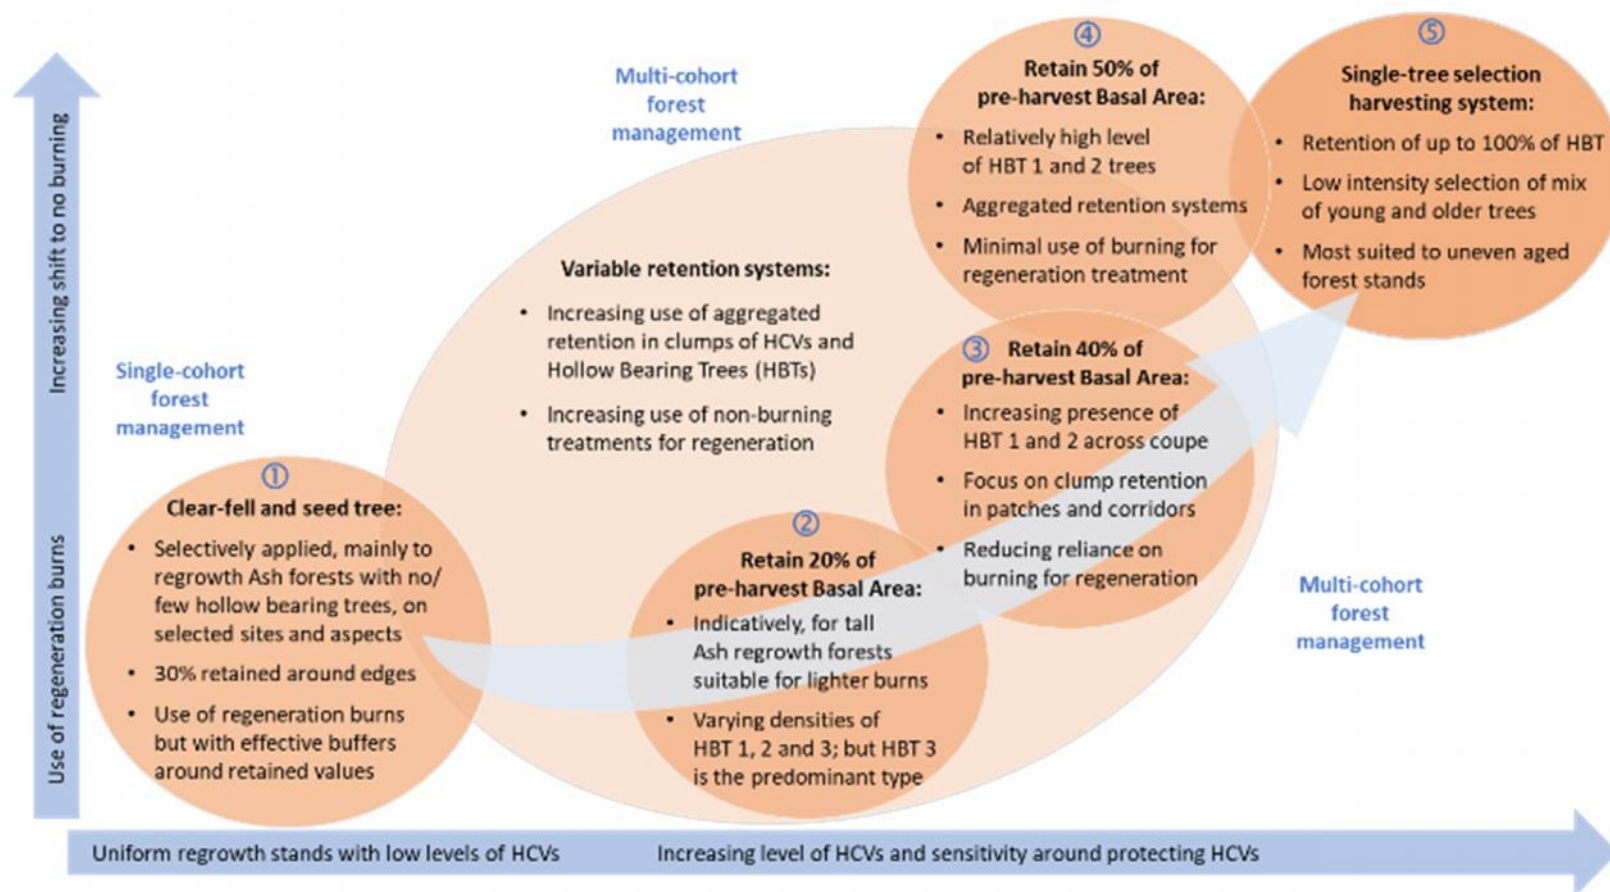 Increasing shift to no burning
Use of regeneration burns
Single-cohort
forest
management
①
Clear-fell and seed tree:
• Selectively applied, mainly to
regrowth Ash forests with no/
few hollow bearing trees, on
selected sites and aspects
• 30% retained around edges
• Use of regeneration burns
but with effective buffers
around retained values
Multi-cohort
forest
management
Variable retention systems:
• Increasing use of aggregated
retention in clumps of HCVs and
Hollow Bearing Trees (HBTs)
• Increasing use of non-burning
treatments for regeneration
②
Retain 20% of
pre-harvest Basal Area:
• Indicatively, for tall
Ash regrowth forests
suitable for lighter burns
• Varying densities of
HBT 1, 2 and 3; but HBT 3
is the predominant type
③ Retain 40% of
pre-harvest Basal Area:
• Increasing presence of
HBT 1 and 2 across coupe
• Focus on clump retention
in patches and corridors
• Reducing reliance on
burning for regeneration
④
Retain 50% of
pre-harvest Basal Area:
• Relatively high level
of HBT 1 and 2 trees
• Aggregated retention systems
• Minimal use of burning for
regeneration treatment
⑤
Single-tree selection
harvesting system:
• Retention of up to 100% of HBT
• Low intensity selection of mix
of young and older trees
• Most suited to uneven aged
forest stands
Multi-cohort
forest
management
Uniform regrowth stands with low levels of HCVs
Increasing level of HCVs and sensitivity around protecting HCVs